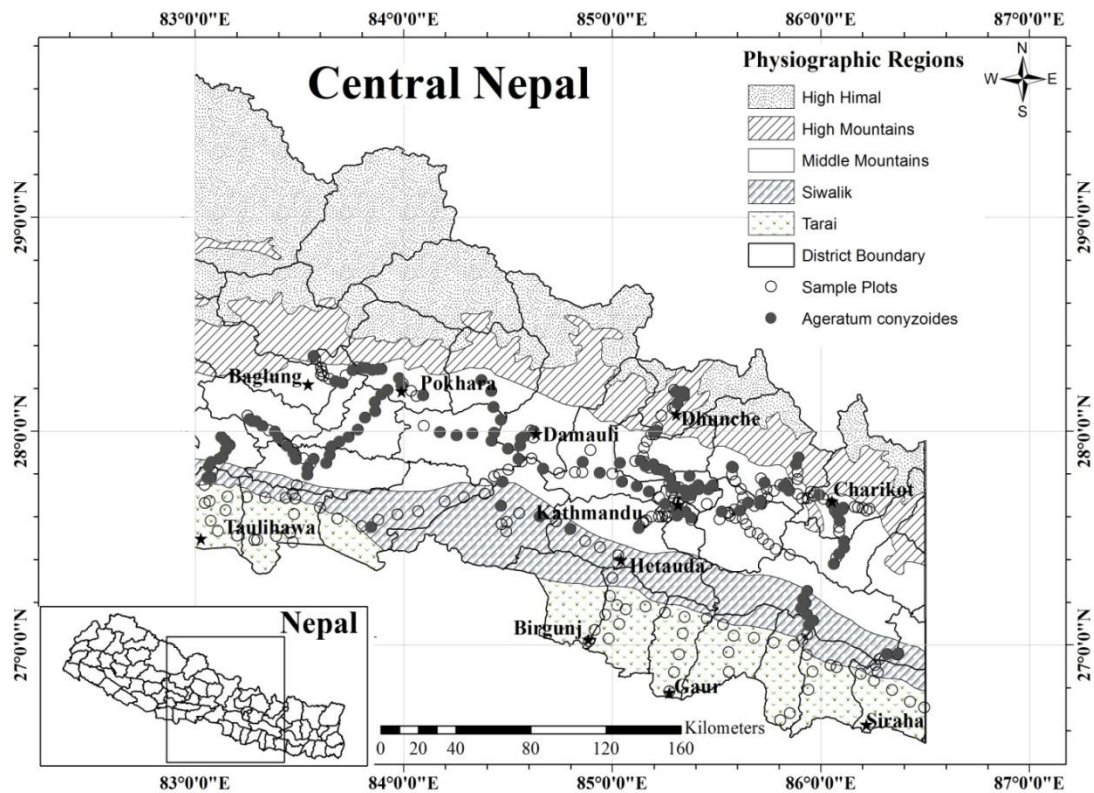 83°0'0"E 84°0'0"E 85°0'0"E 86°0'0"E 87°0'0"E
Central Nepal
Physiographic Regions
N
W E
S
High Himal
High Mountains
Middle Mountains
Siwalik
Tarai
District Boundary
Sample Plots
Ageratum conyzoides
29°0'0"N 29°0'0"N
28°0'0"N 28°0'0"N
27°0'0"N 27°0'0"N
Baglung
Pokhara
Dhunche
Damauli
Charikot
Kathmandu
Taulihawa
Hetauda
Birgunj
Gaur
Siraha
Nepal
Kilometers
0 20 40 80 120 160
83°0'0"E 84°0'0"E 85°0'0"E 86°0'0"E 87°0'0"E